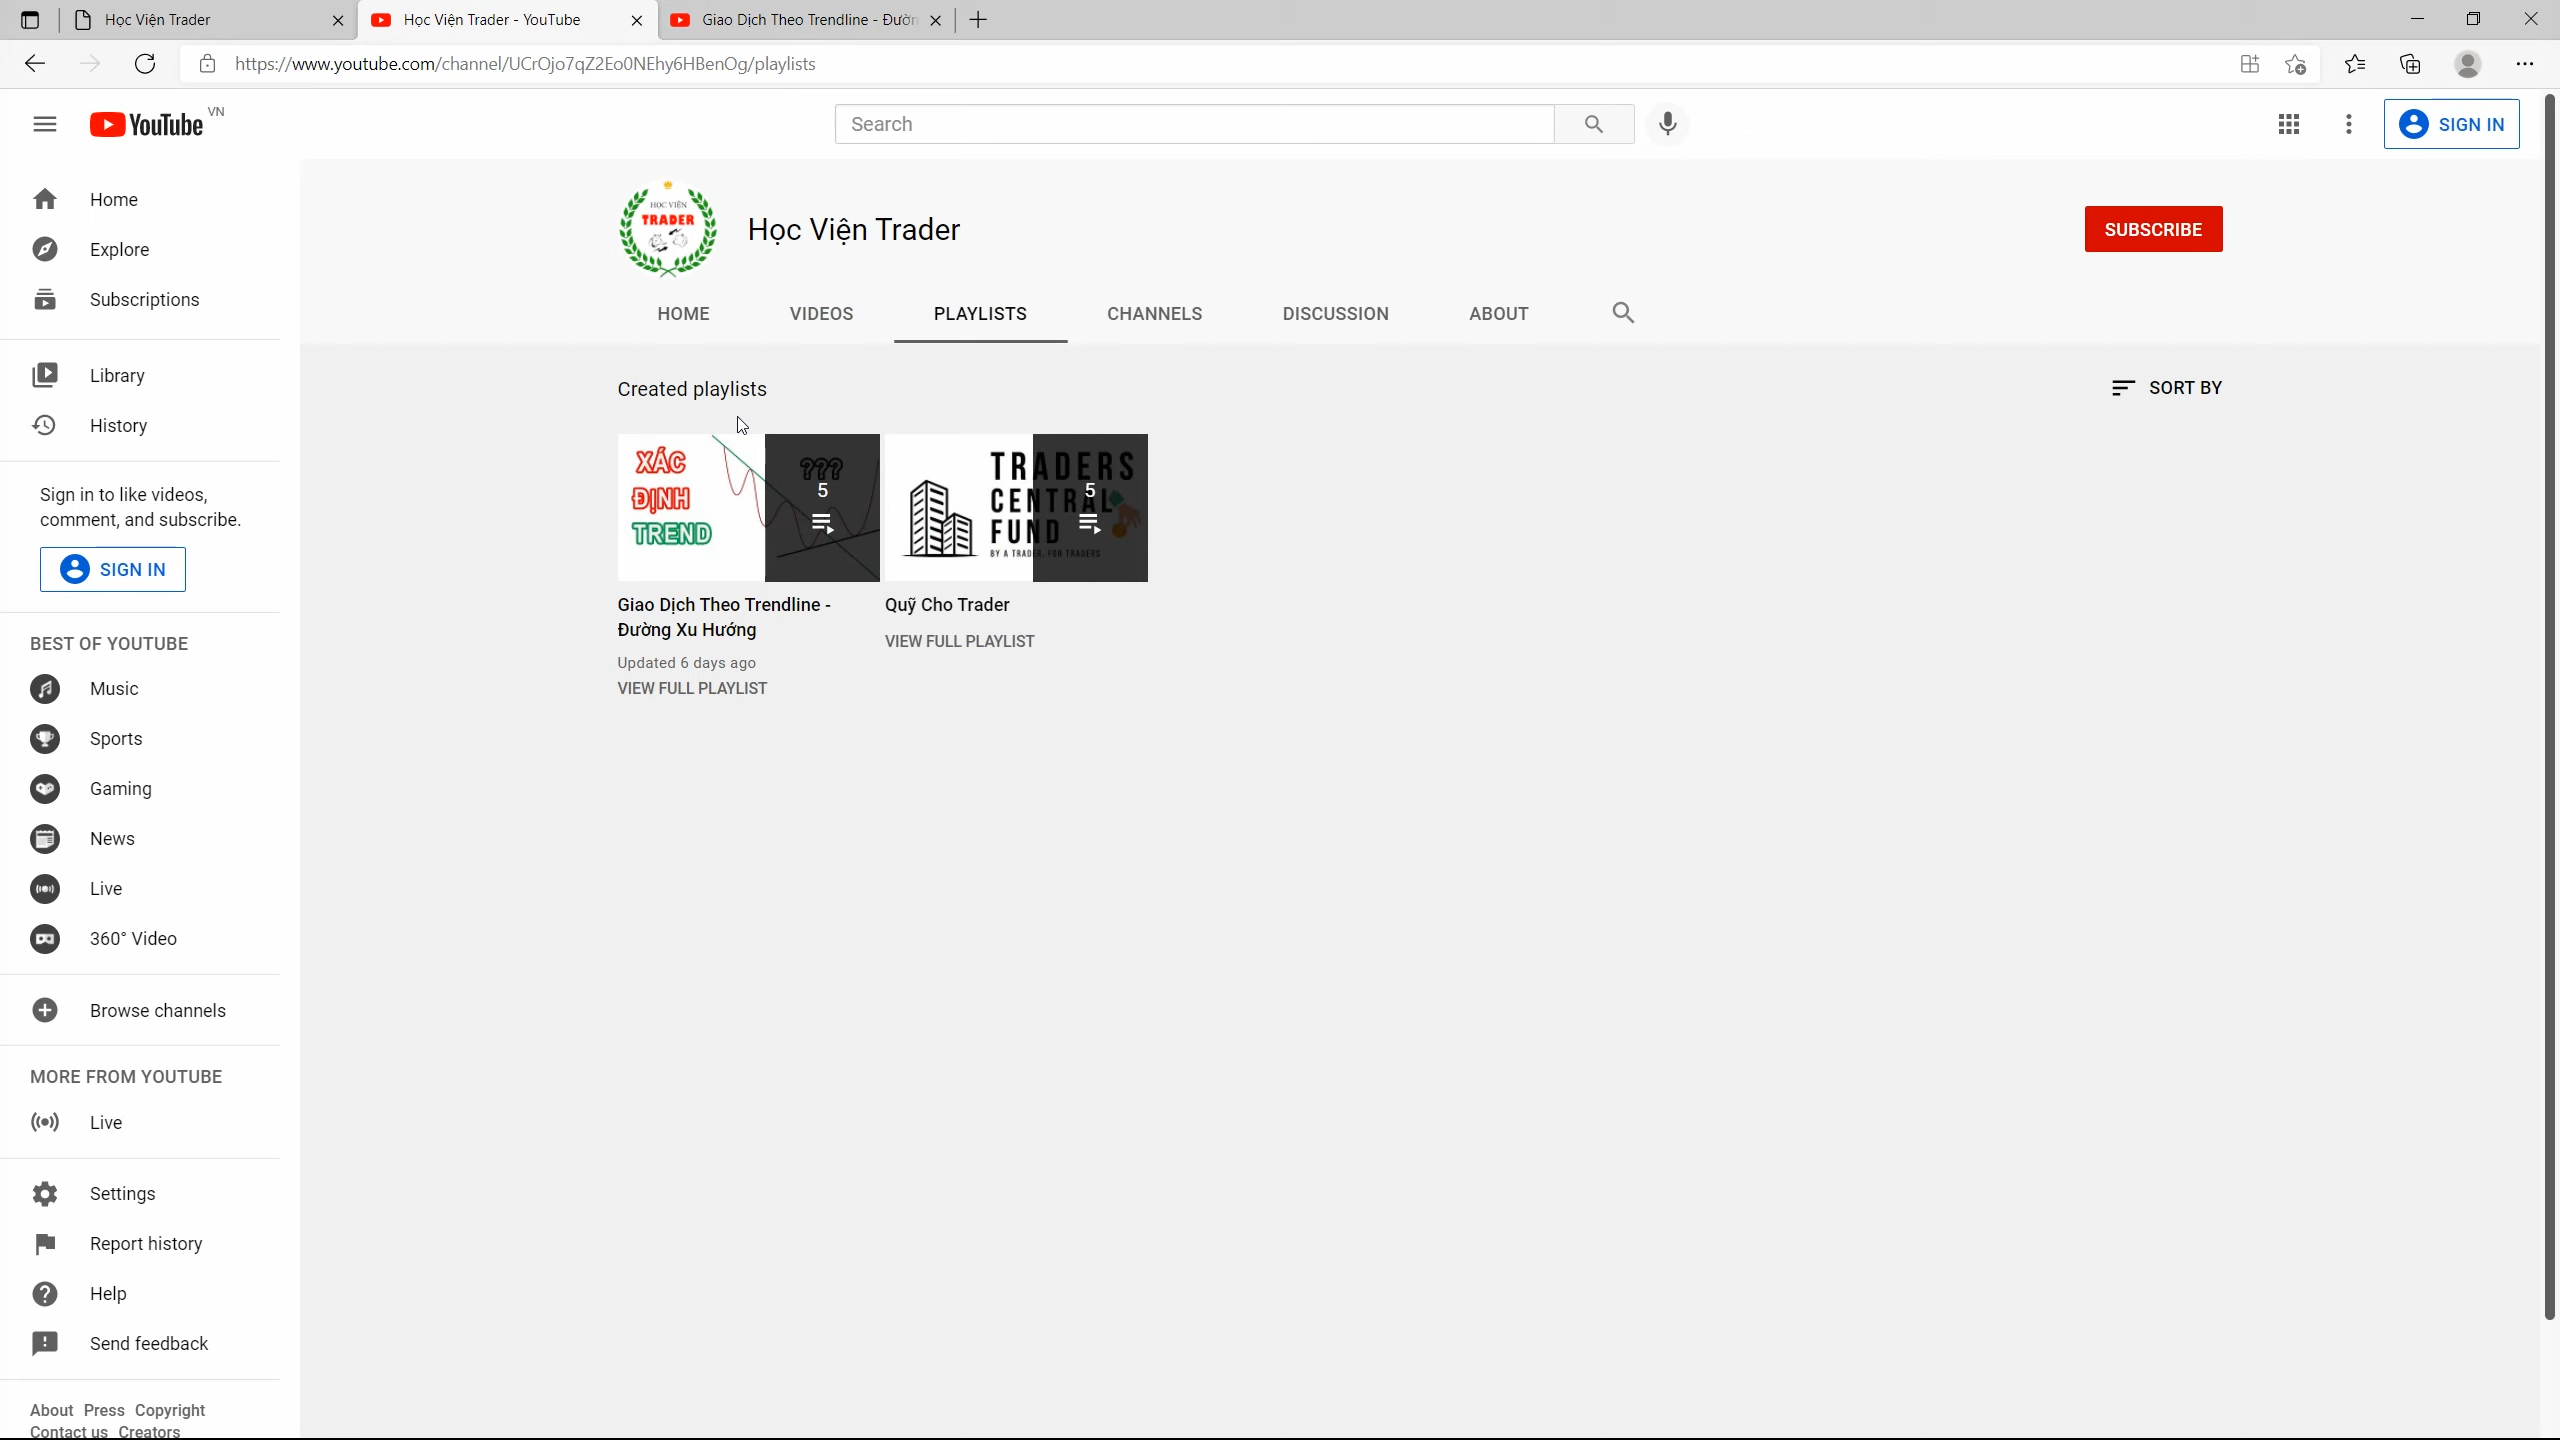 Học Viện Trader
Học Viện Trader - YouTube
Giao Dịch Theo Trendline - Đườn
https://www.youtube.com/channel/UCrOjo7qZ2Eo0NEhy6HBenOg/playlists
YouTube VN
Search
SIGN IN
Home
Explore
Subscriptions
Library
History
Sign in to like videos,
comment, and subscribe.
SIGN IN
BEST OF YOUTUBE
Music
Sports
Gaming
News
Live
360° Video
Browse channels
MORE FROM YOUTUBE
Live
Settings
Report history
Help
Send feedback
About Press Copyright
Contact us Creators
HỌC VIỆN
TRADER
Học Viện Trader
SUBSCRIBE
HOME VIDEOS PLAYLISTS CHANNELS DISCUSSION ABOUT
Created playlists
SORT BY
XÁC
ĐỊNH
TREND
???
5
Giao Dịch Theo Trendline -
Đường Xu Hướng
Updated 6 days ago
VIEW FULL PLAYLIST
TRADERS
CENTRAL
FUND
BY A TRADER, FOR TRADERS
5
Quỹ Cho Trader
VIEW FULL PLAYLIST